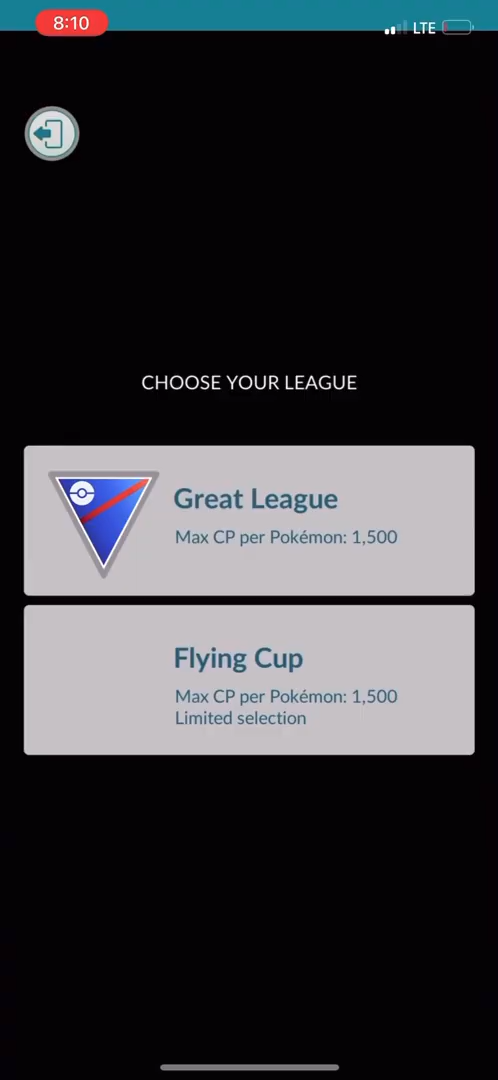 8:10
LTE
CHOOSE YOUR LEAGUE
Great League
Max CP per Pokémon: 1,500
Flying Cup
Max CP per Pokémon: 1,500
Limited selection